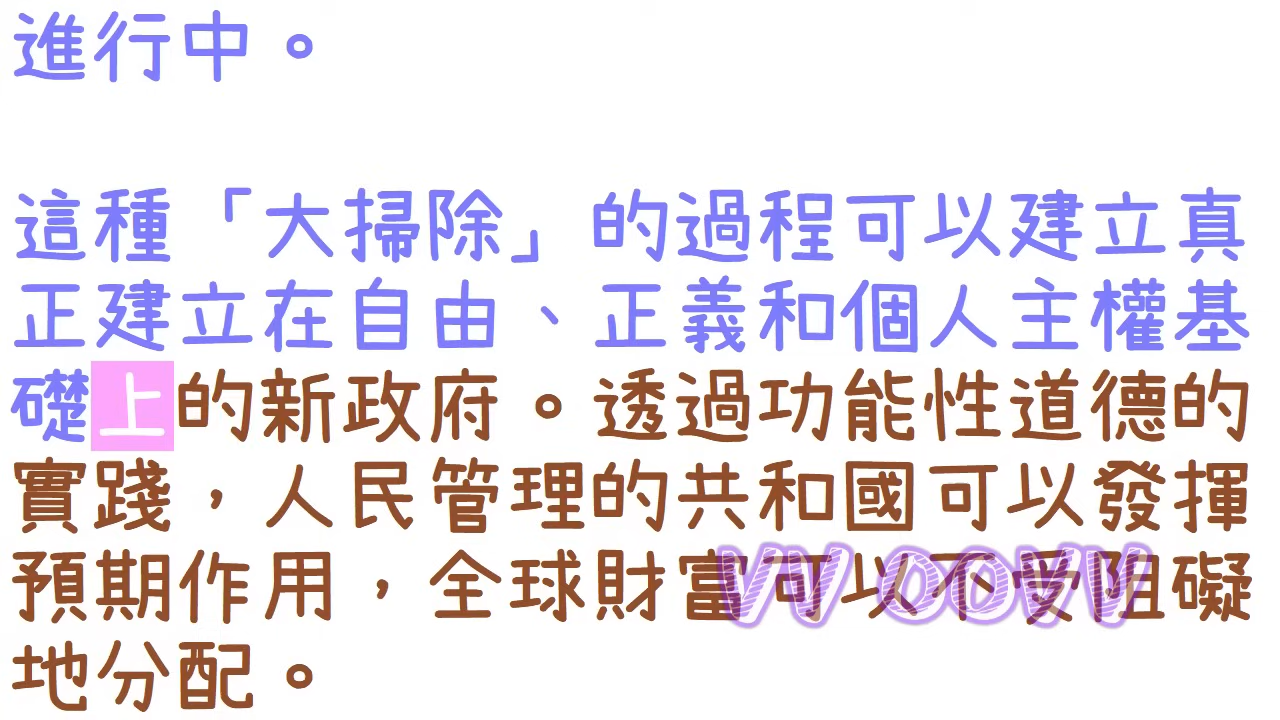 進行中。
這種「大掃除」的過程可以建立真
正建立在自由、正義和個人主權基
礎上的新政府。透過功能性道德的
實踐，人民管理的共和國可以發揮
預期作用，全球財富可以不受阻礙
地分配。
VV OOVV